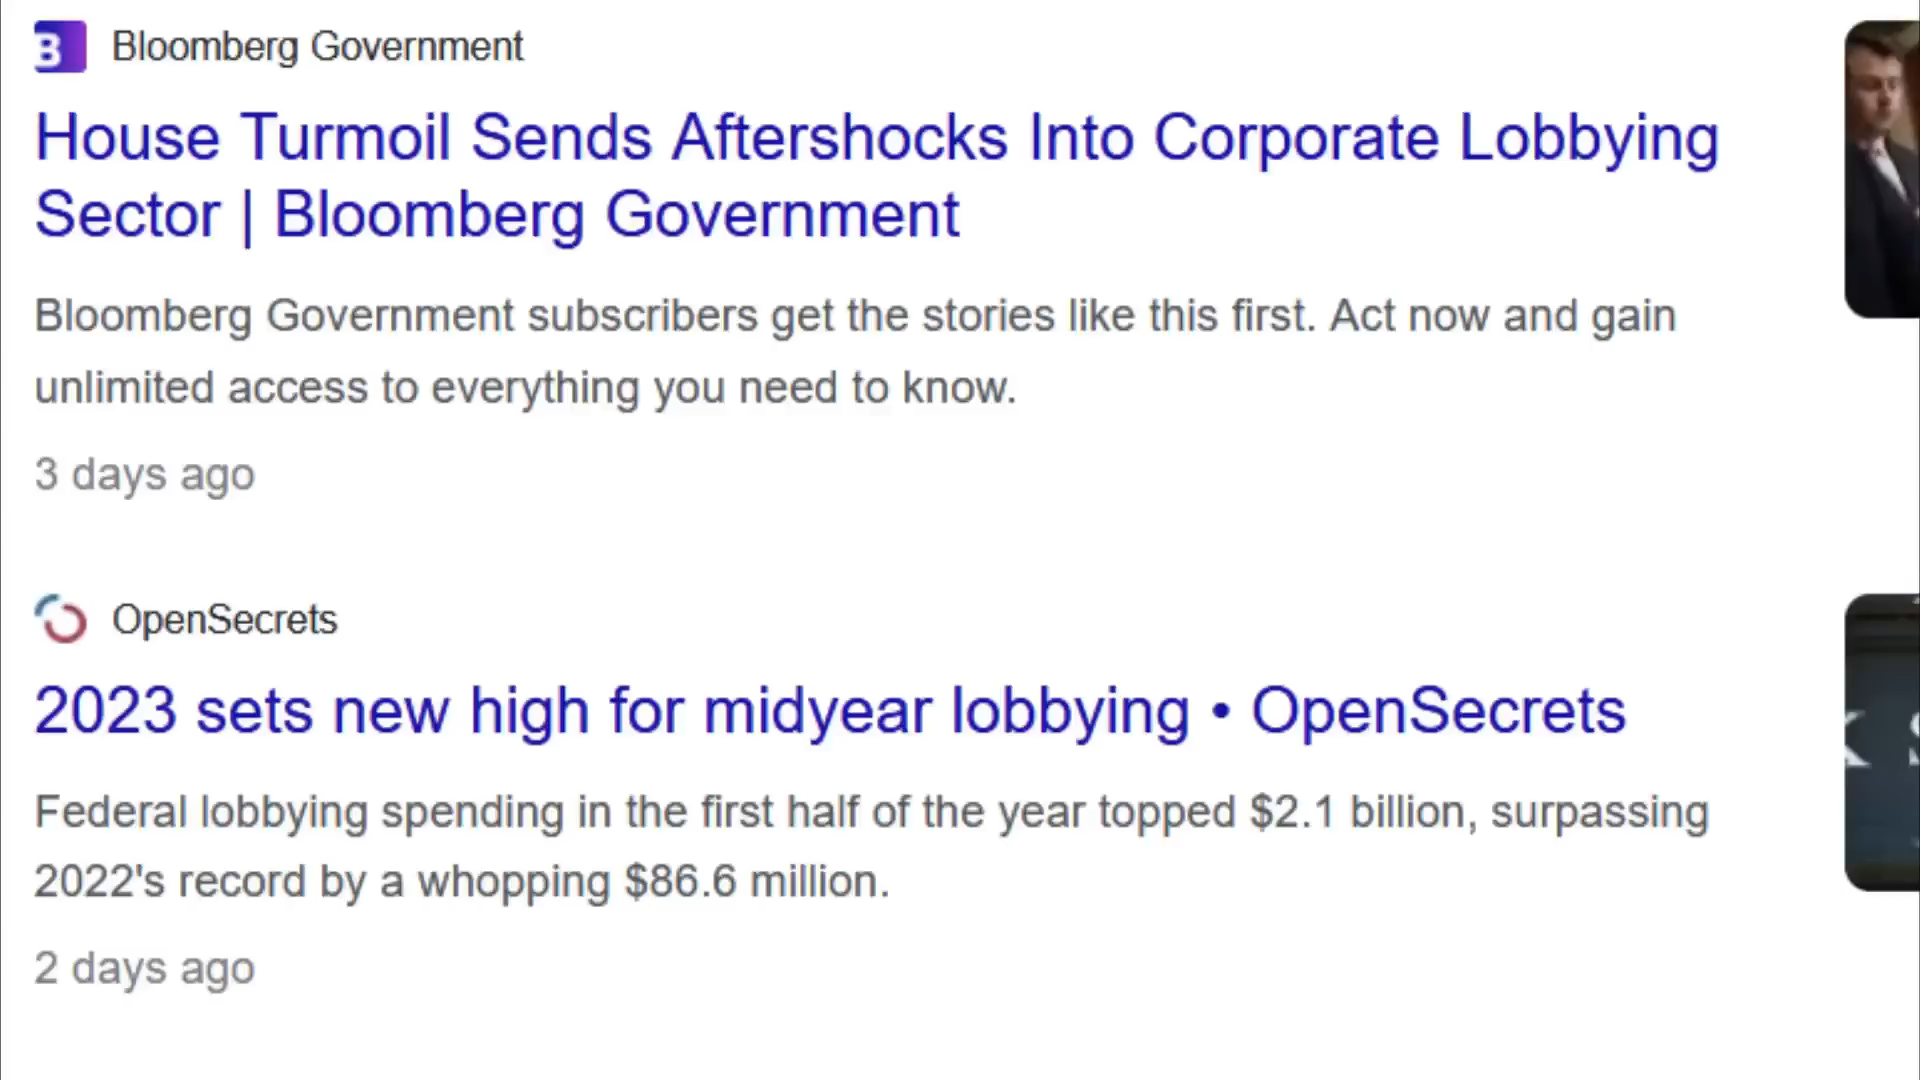 B Bloomberg Government
House Turmoil Sends Aftershocks Into Corporate Lobbying
Sector | Bloomberg Government
Bloomberg Government subscribers get the stories like this first. Act now and gain
unlimited access to everything you need to know.
3 days ago
OpenSecrets
2023 sets new high for midyear lobbying • OpenSecrets
Federal lobbying spending in the first half of the year topped $2.1 billion, surpassing
2022's record by a whopping $86.6 million.
2 days ago
K S